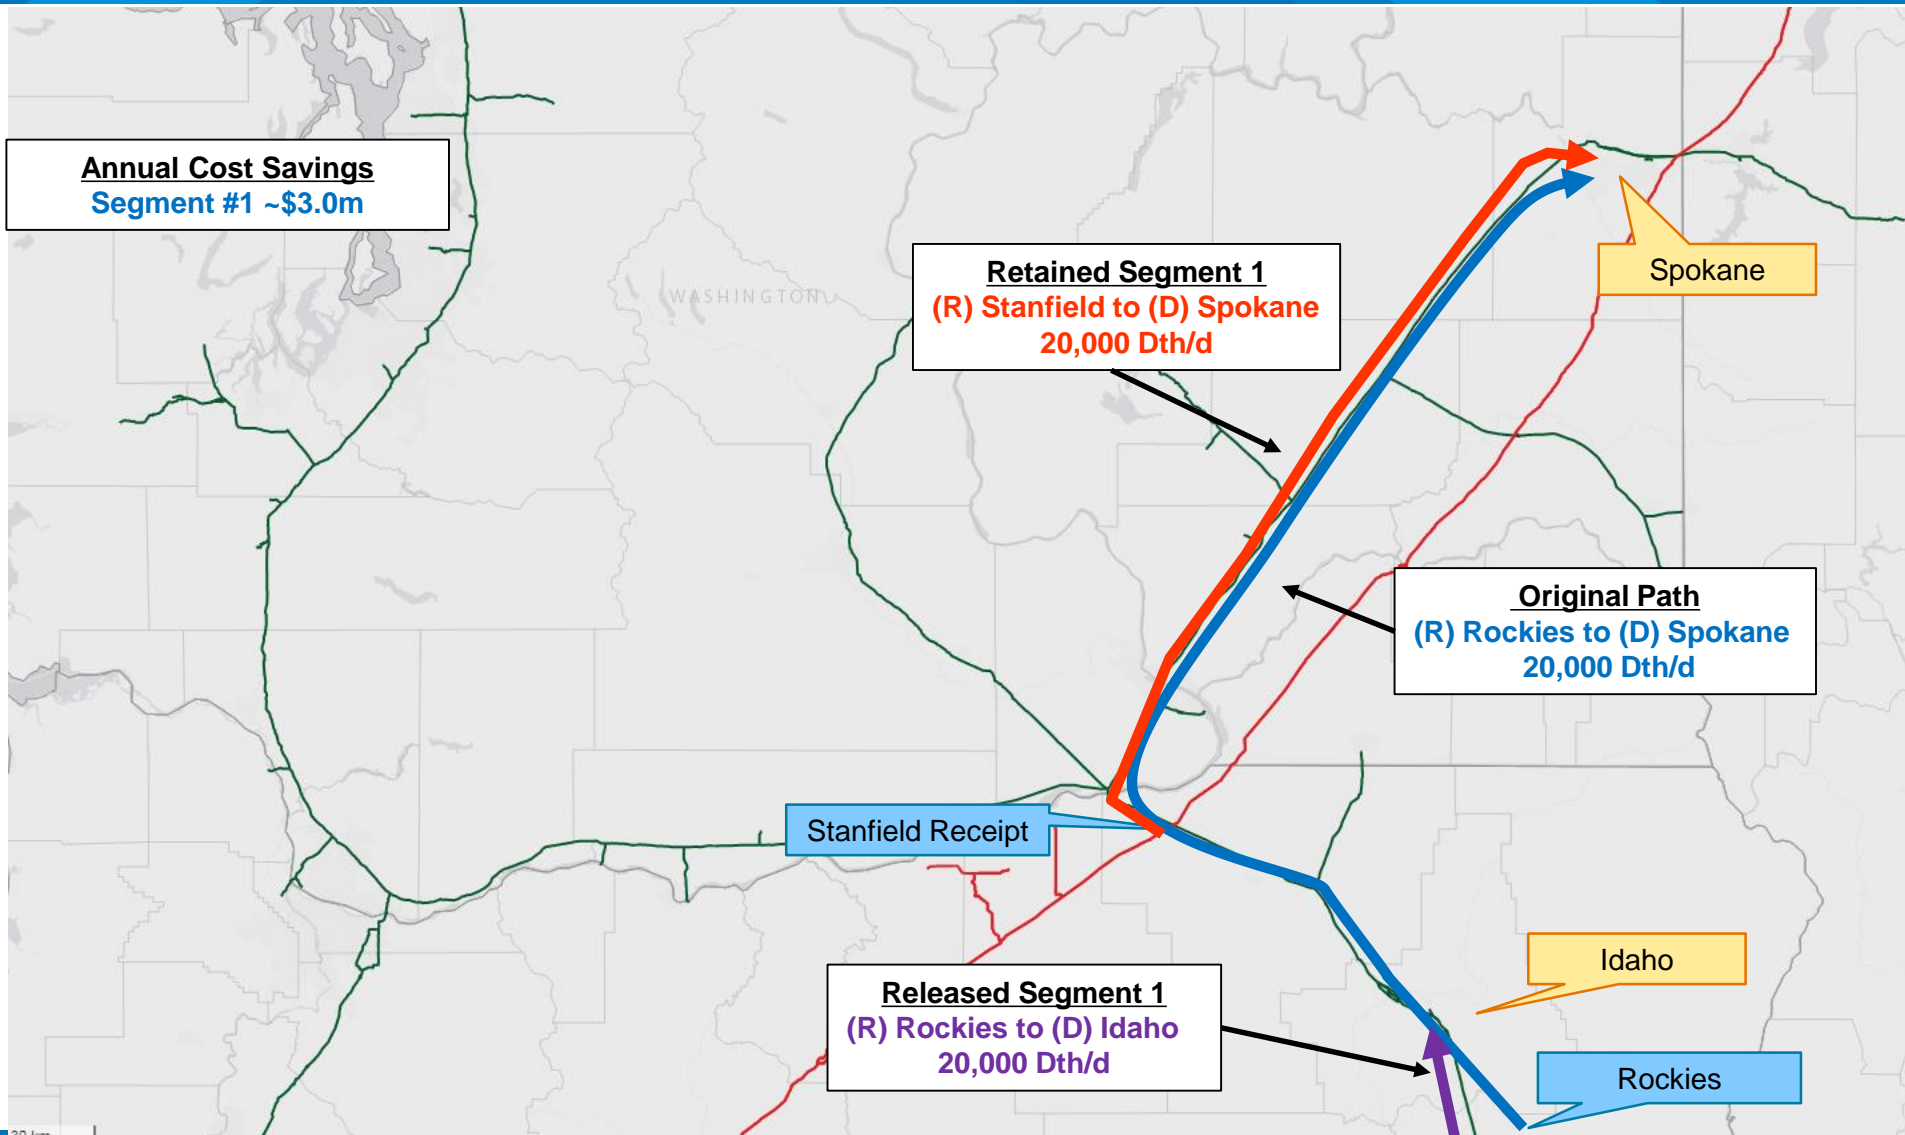 Annual Cost Savings
Segment #1 ~$3.0m
WASHINGTON
Retained Segment 1
(R) Stanfield to (D) Spokane
20,000 Dth/d
Spokane
Original Path
(R) Rockies to (D) Spokane
20,000 Dth/d
Stanfield Receipt
Idaho
Released Segment 1
(R) Rockies to (D) Idaho
20,000 Dth/d
Rockies